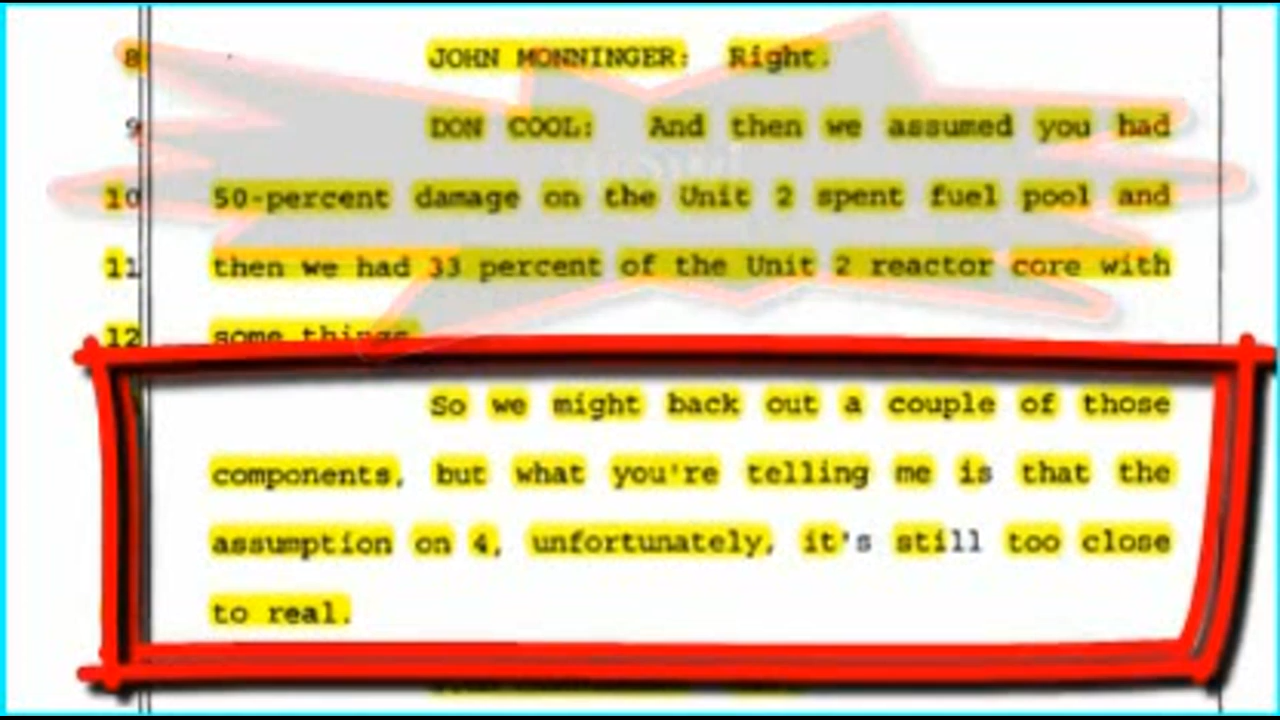 8 JOHN MONNINGER: Right.
9 DON COOL: And then we assumed you had
10 50-percent damage on the Unit 2 spent fuel pool and
11 then we had 33 percent of the Unit 2 reactor core with
12 some things.
So we might back out a couple of those
components, but what you're telling me is that the
assumption on 4, unfortunately, it's still too close
to real.